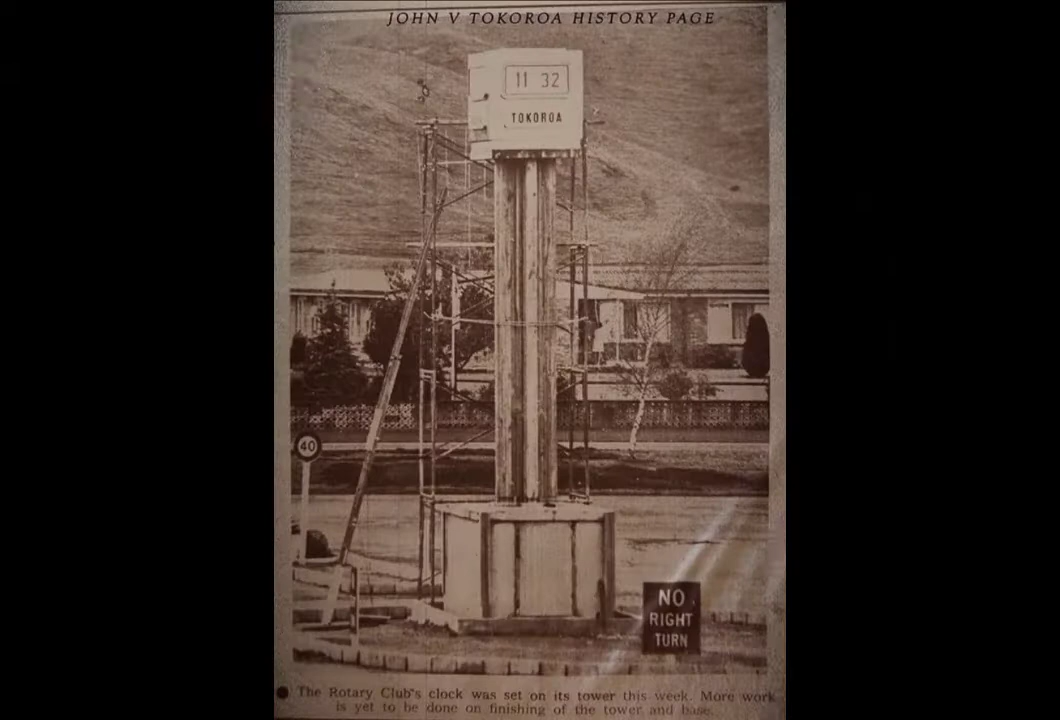 JOHN V TOKOROA HISTORY PAGE
11 32
TOKOROA
40
NO
RIGHT
TURN
The Rotary Club's clock was set on its tower this week. More work
is yet to be done on finishing of the tower and base.